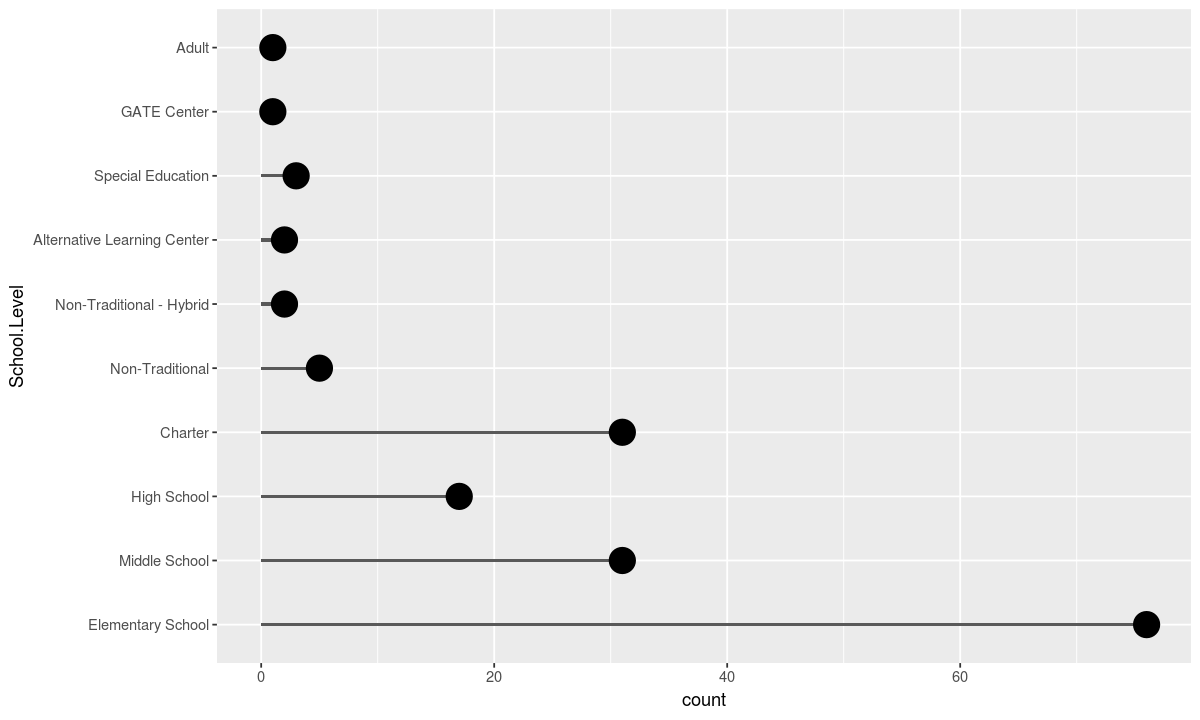 Adult
GATE Center
Special Education
Alternative Learning Center
Non-Traditional - Hybrid
Non-Traditional
Charter
High School
Middle School
Elementary School
School.Level
0 20 40 60
count